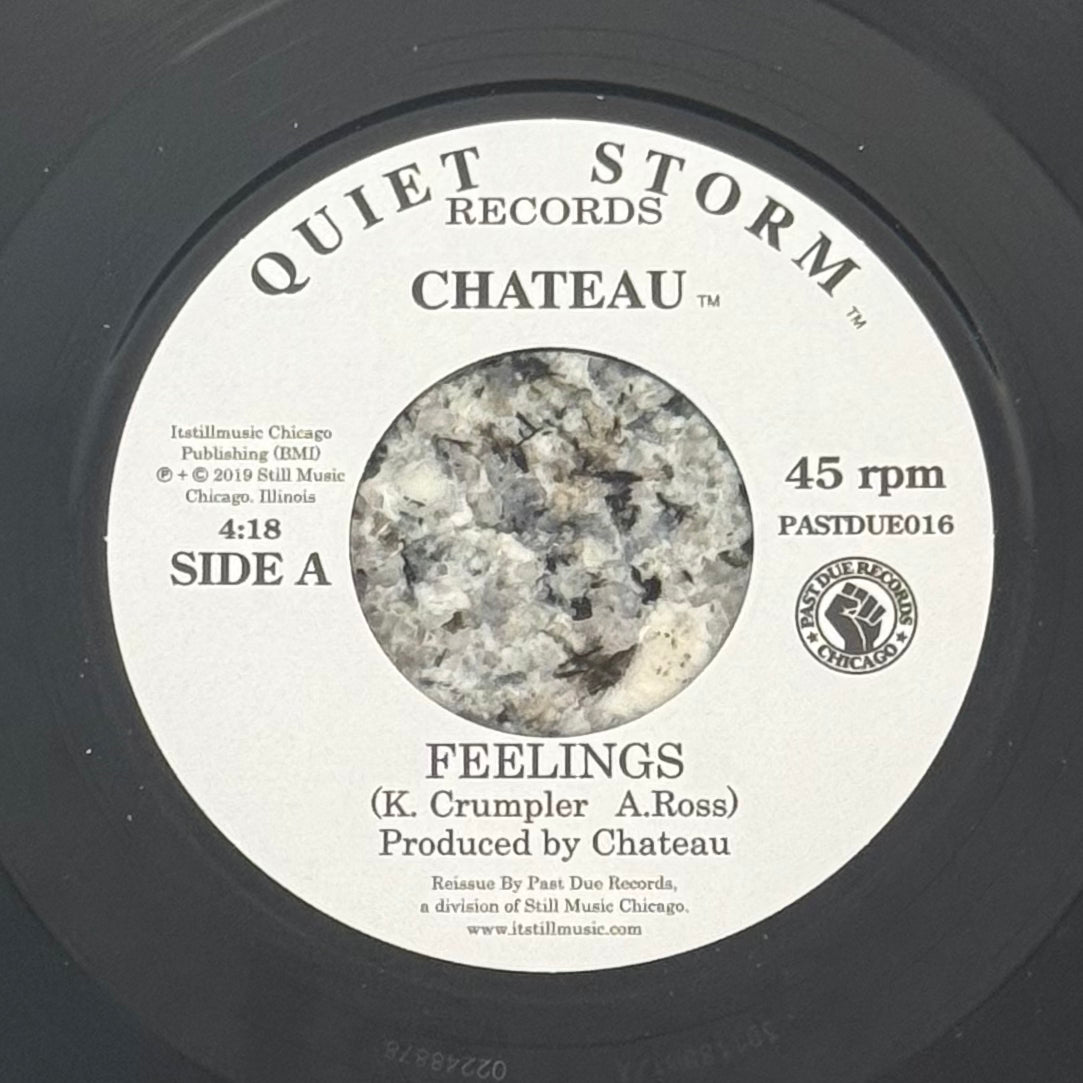 QUIET STORM ™
RECORDS
CHATEAU ™
Itstillmusic Chicago
Publishing (BMI)
℗ + © 2019 Still Music
Chicago. Illinois
4:18
SIDE A
45 rpm
PASTDUE016
PAST DUE RECORDS
★ CHICAGO ★
FEELINGS
(K. Crumpler A.Ross)
Produced by Chateau
Reissue By Past Due Records,
a division of Still Music Chicago.
www.itstillmusic.com
02248878